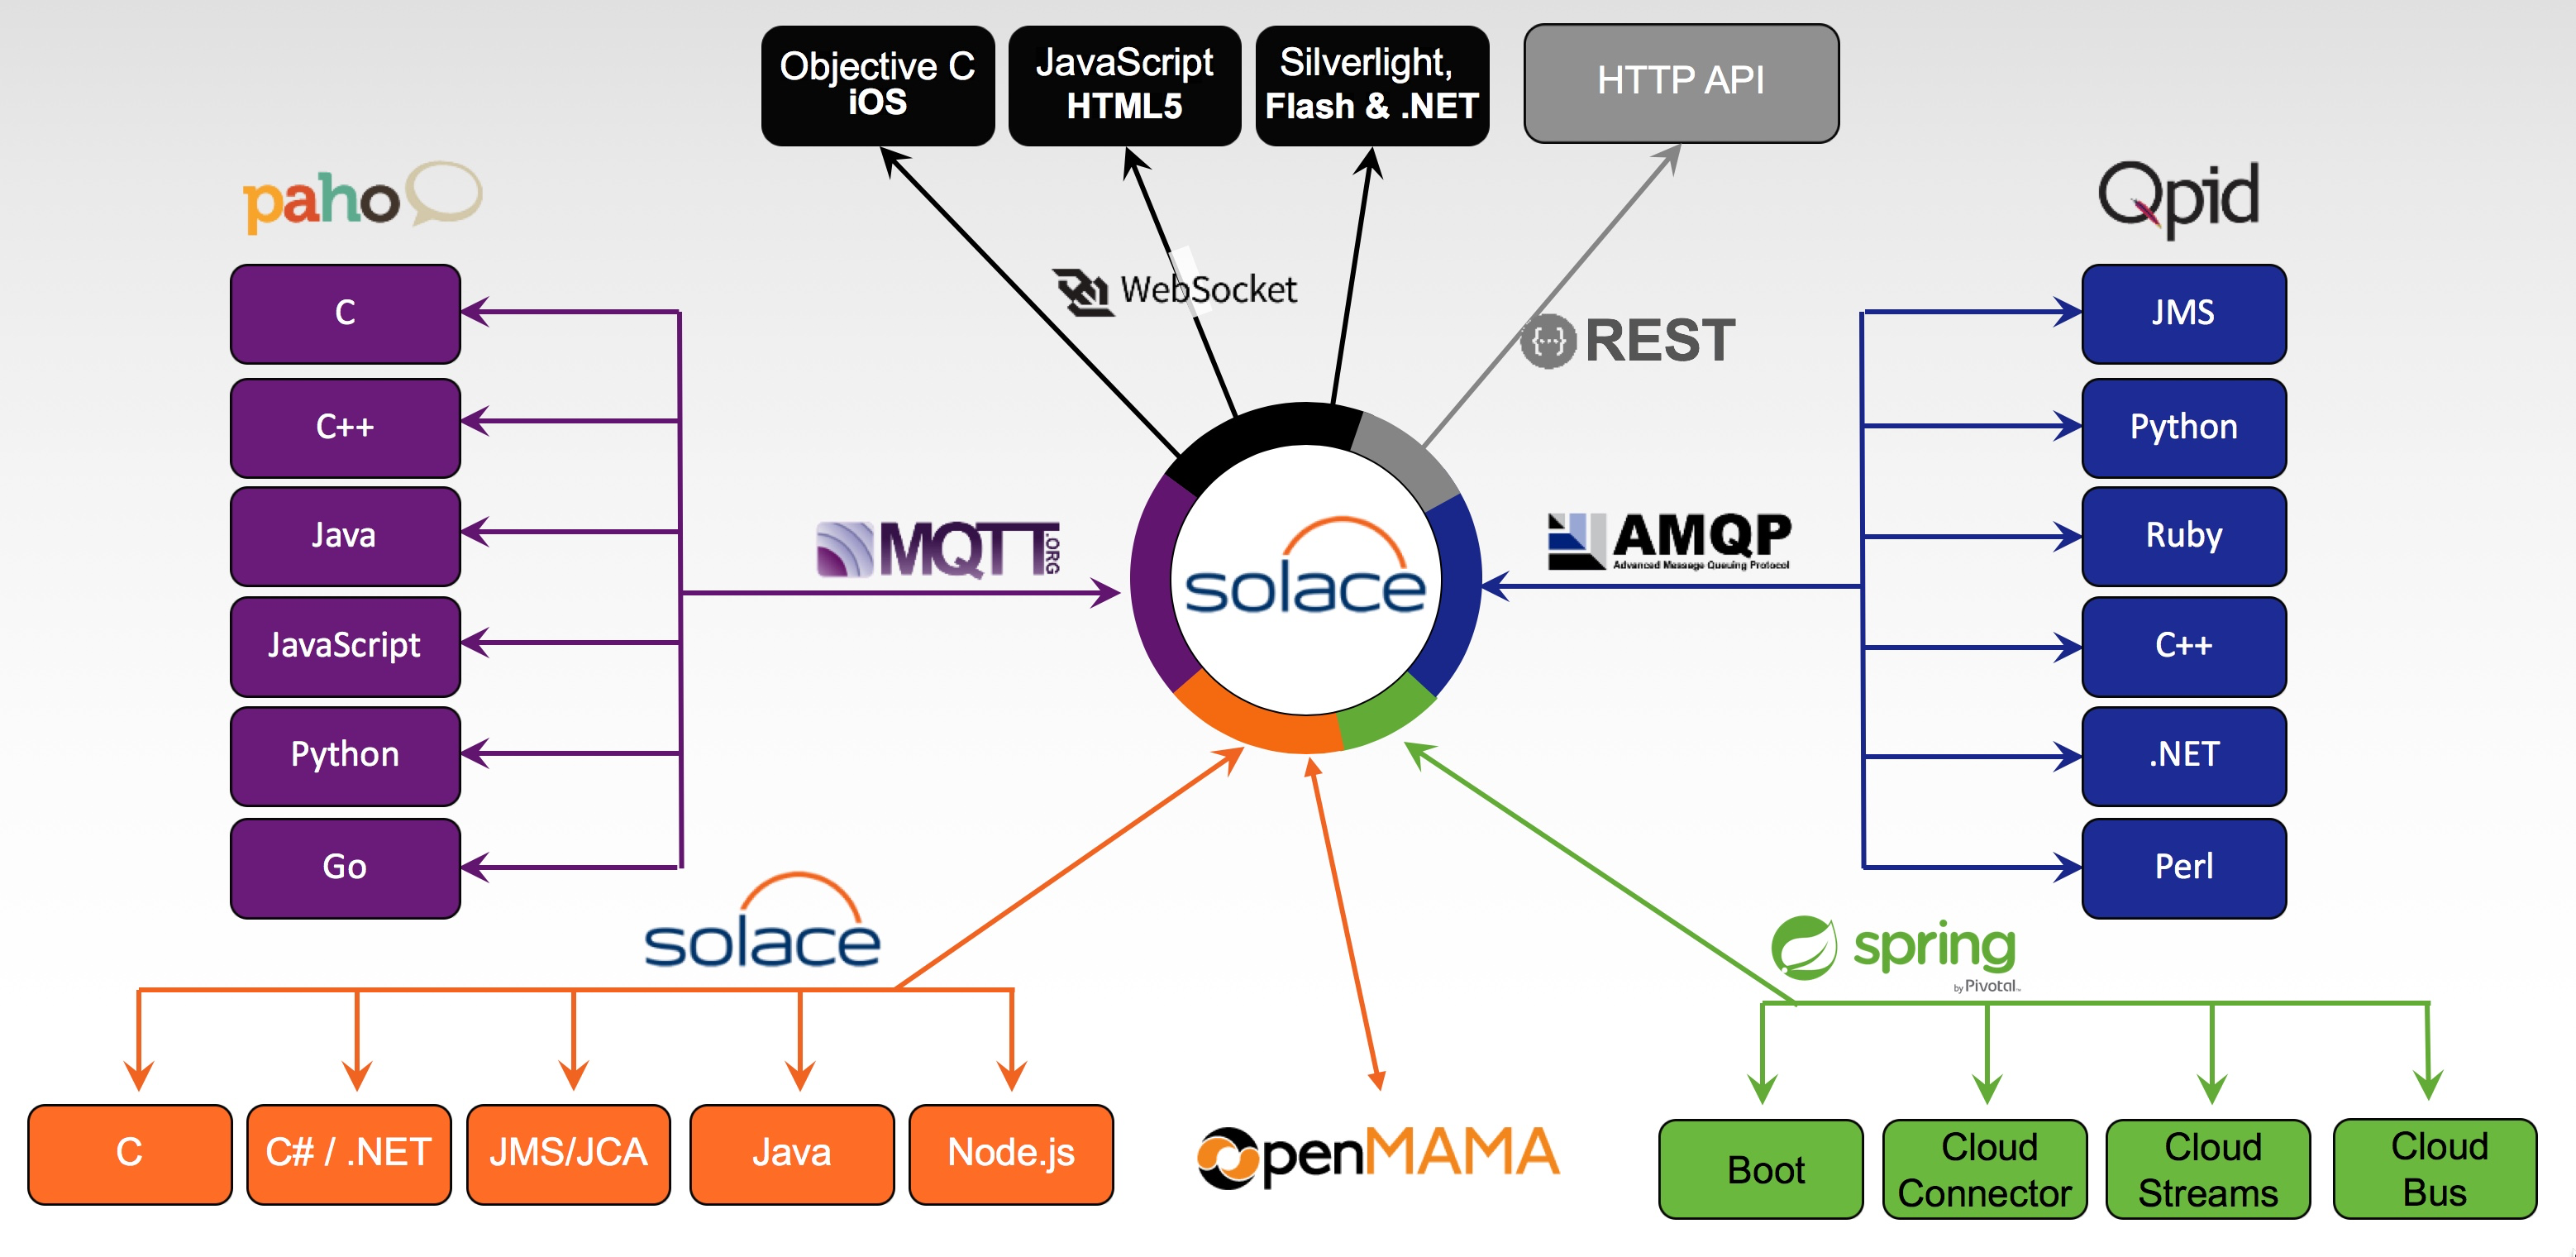 Objective C
iOS
JavaScript
HTML5
Silverlight,
Flash & .NET
HTTP API
paho
Qpid
WebSocket
REST
C
C++
Java
JavaScript
Python
Go
MQTT
.ORG
solace
AMQP
Advanced Message Queuing Protocol
JMS
Python
Ruby
C++
.NET
Perl
solace
spring
by Pivotal™
C
C# / .NET
JMS/JCA
Java
Node.js
OpenMAMA
Boot
Cloud
Connector
Cloud
Streams
Cloud
Bus